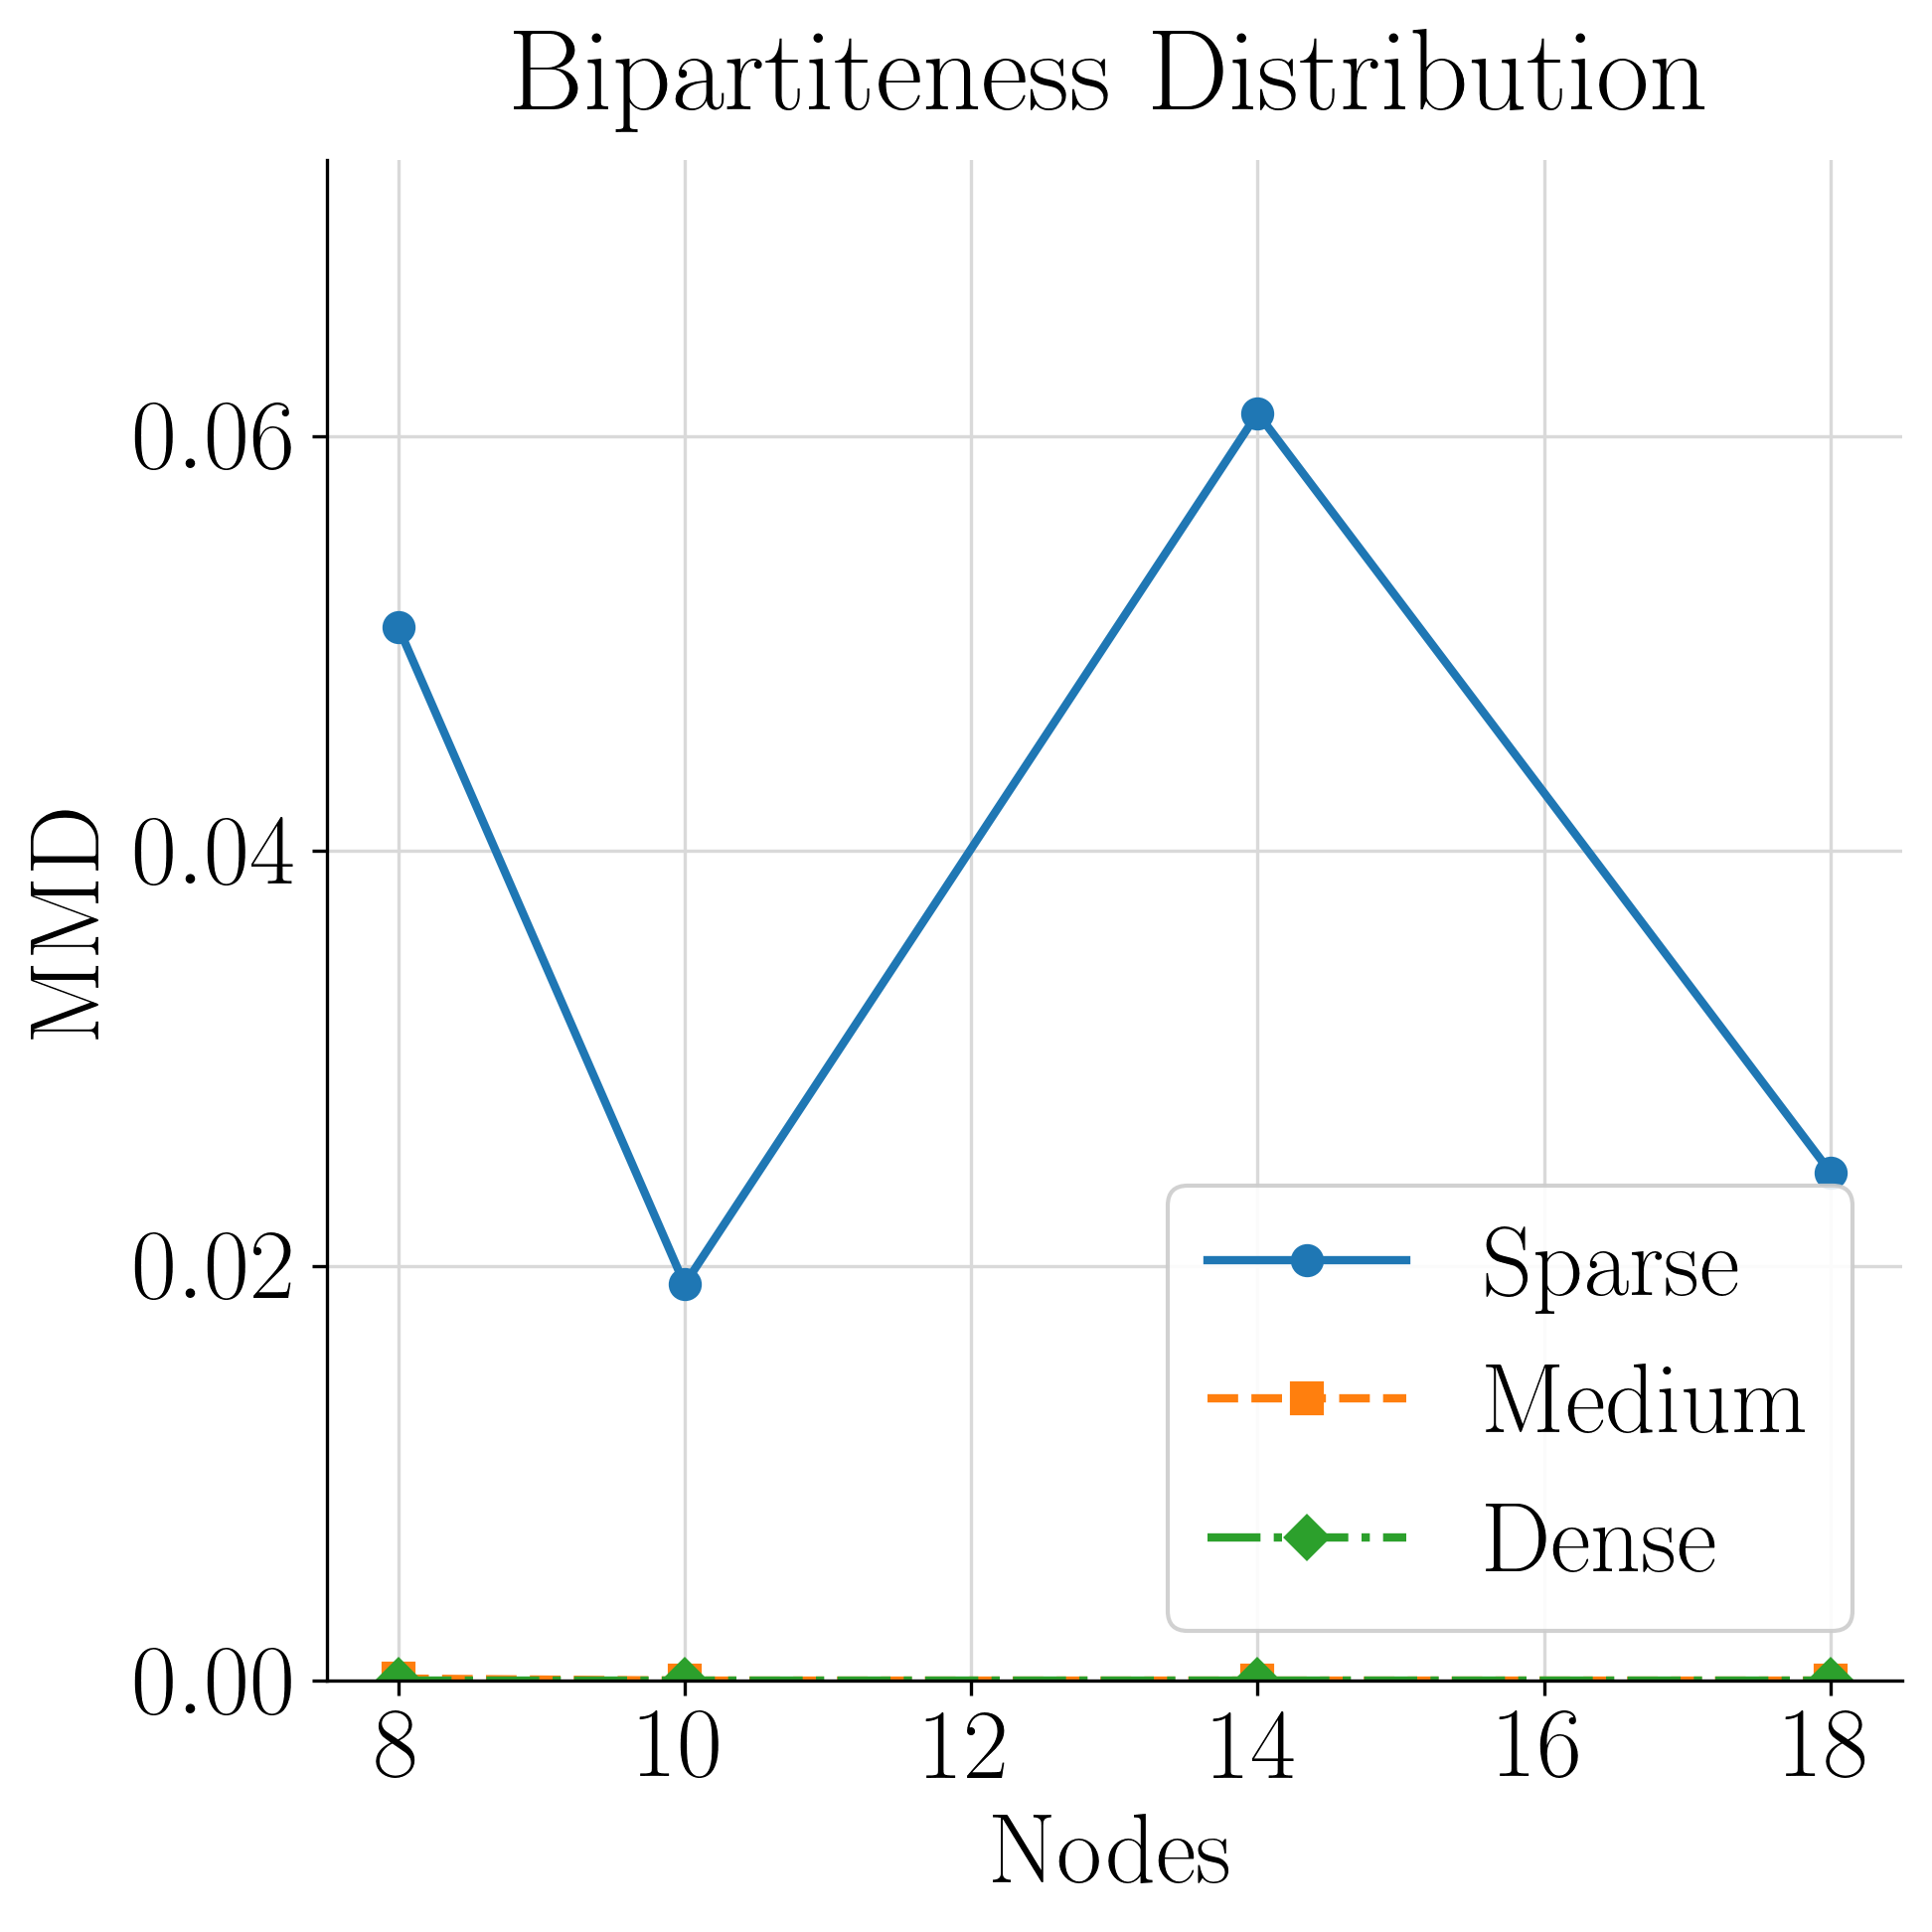 Bipartiteness Distribution
MMD
0.06
0.04
0.02
0.00
8 10 12 14 16 18
Nodes
Sparse
Medium
Dense